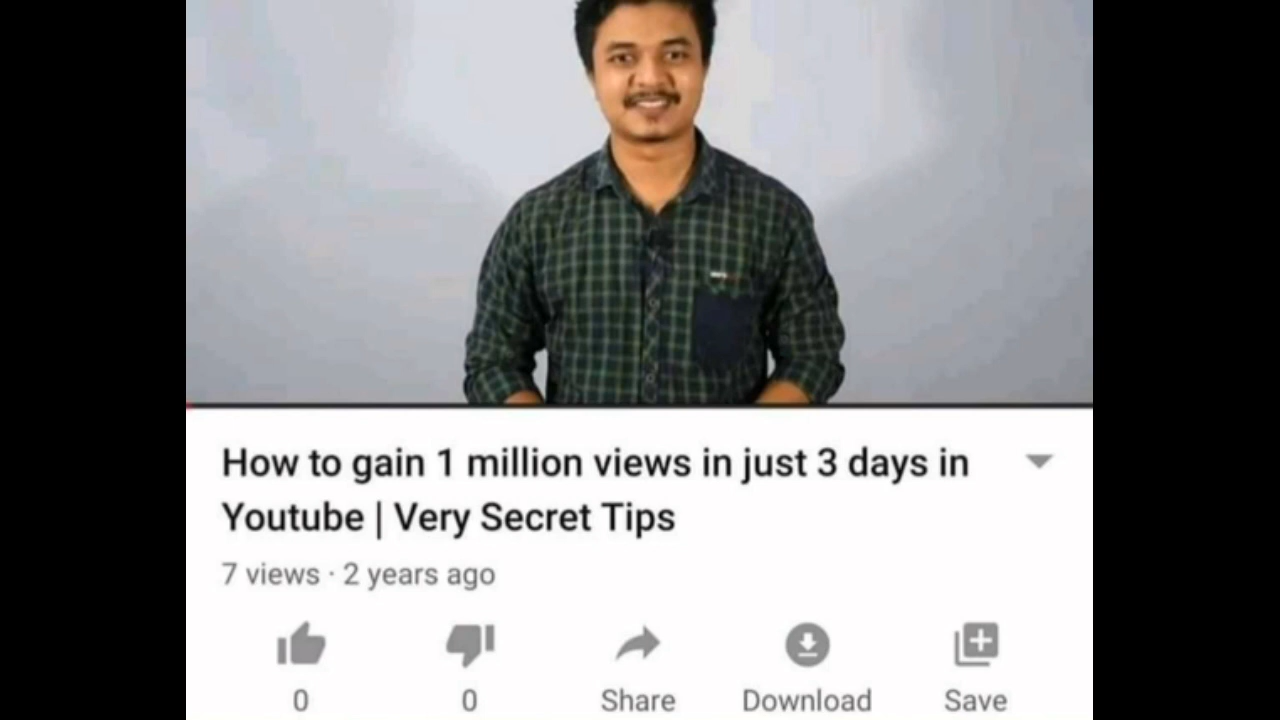 How to gain 1 million views in just 3 days in
Youtube | Very Secret Tips
7 views · 2 years ago
0
0
Share
Download
Save